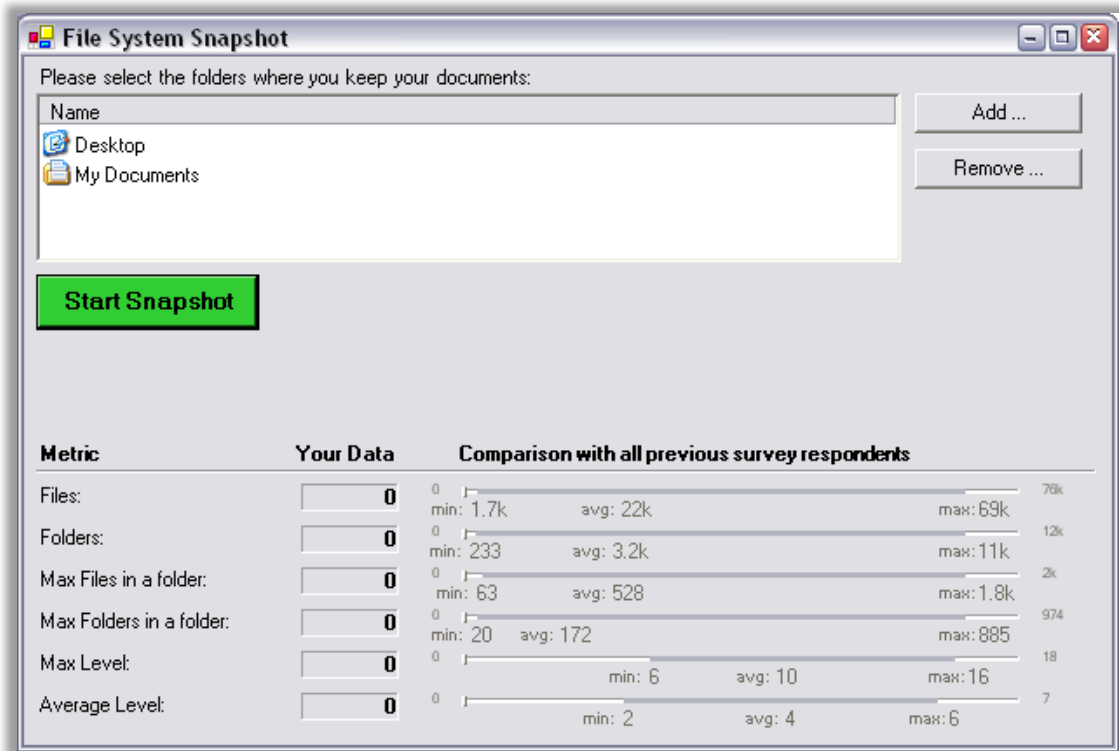 File System Snapshot
Please select the folders where you keep your documents:
Name
Add ...
Desktop
My Documents
Remove ...
Start Snapshot
Metric Your Data Comparison with all previous survey respondents
Files: 0 0 76k
min: 1.7k avg: 22k max: 69k
Folders: 0 0 12k
min: 233 avg: 3.2k max: 11k
Max Files in a folder: 0 0 2k
min: 63 avg: 528 max: 1.8k
Max Folders in a folder: 0 0 974
min: 20 avg: 172 max: 885
Max Level: 0 0 18
min: 6 avg: 10 max: 16
Average Level: 0 0 7
min: 2 avg: 4 max: 6